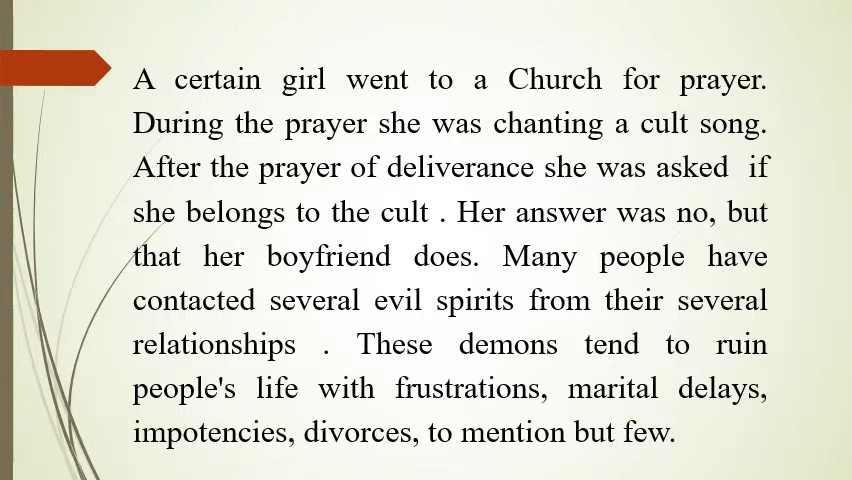 A certain girl went to a Church for prayer.
During the prayer she was chanting a cult song.
After the prayer of deliverance she was asked  if
she belongs to the cult . Her answer was no, but
that her boyfriend does. Many people have
contacted several evil spirits from their several
relationships . These demons tend to ruin
people's life with frustrations, marital delays,
impotencies, divorces, to mention but few.